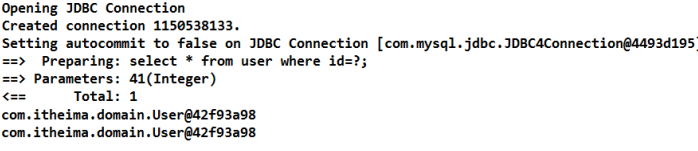 Opening JDBC Connection
Created connection 1150538133.
Setting autocommit to false on JDBC Connection [com.mysql.jdbc.JDBC4Connection@4493d195]
==>  Preparing: select * from user where id=?;
==> Parameters: 41(Integer)
<==      Total: 1
com.itheima.domain.User@42f93a98
com.itheima.domain.User@42f93a98